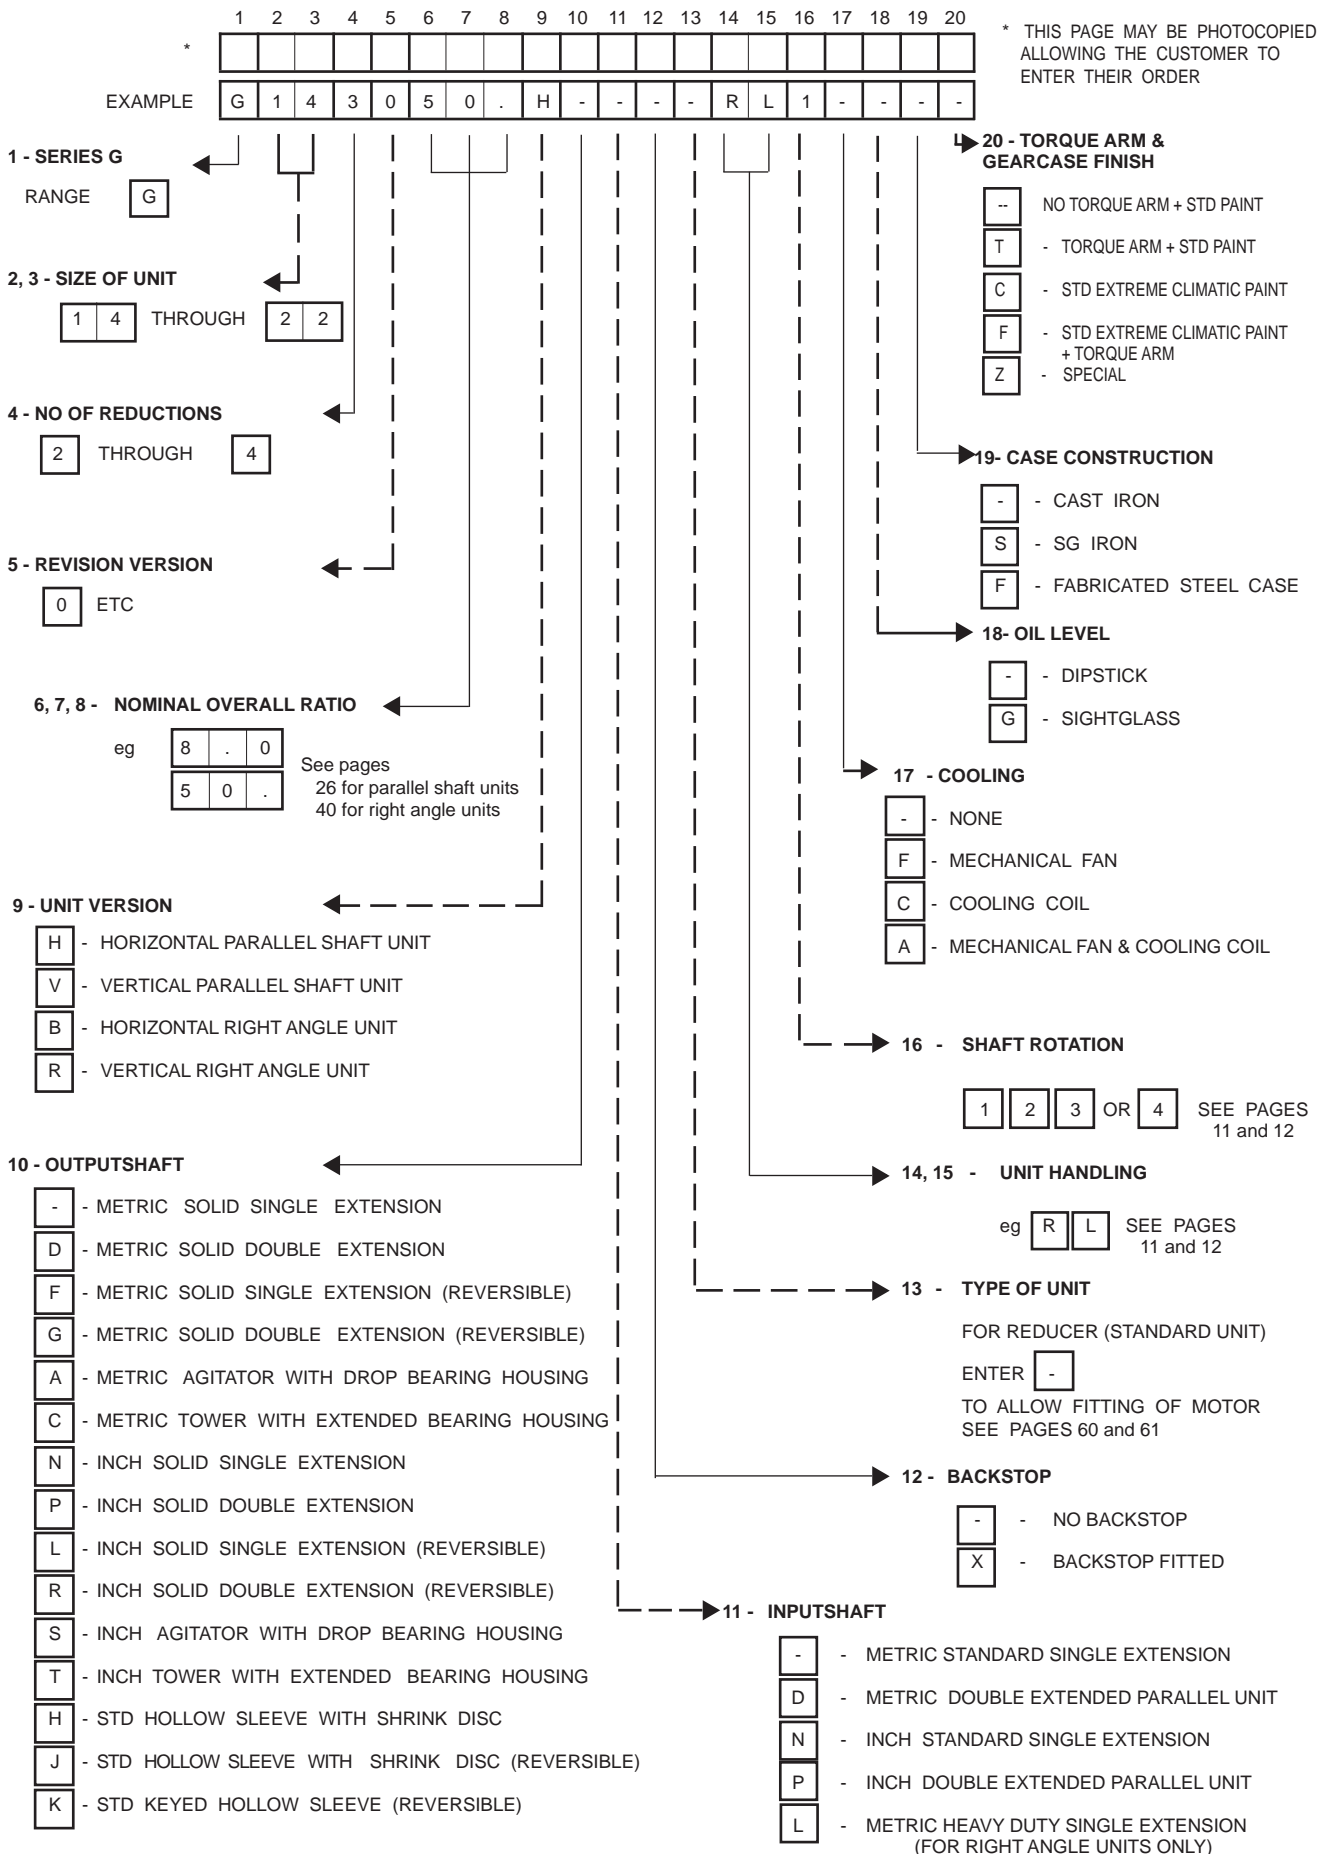 1 2 3 4 5 6 7 8 9 10 11 12 13 14 15 16 17 18 19 20
*
* THIS PAGE MAY BE PHOTOCOPIED
ALLOWING THE CUSTOMER TO
ENTER THEIR ORDER
EXAMPLE G 1 4 3 0 5 0 . H - - - - R L 1 - - - -
1 - SERIES G
RANGE G
2, 3 - SIZE OF UNIT
1 4 THROUGH 2 2
4 - NO OF REDUCTIONS
2 THROUGH 4
5 - REVISION VERSION
0 ETC
6, 7, 8 - NOMINAL OVERALL RATIO
eg 8 . 0
5 0 .
See pages
26 for parallel shaft units
40 for right angle units
9 - UNIT VERSION
H - HORIZONTAL PARALLEL SHAFT UNIT
V - VERTICAL PARALLEL SHAFT UNIT
B - HORIZONTAL RIGHT ANGLE UNIT
R - VERTICAL RIGHT ANGLE UNIT
10 - OUTPUTSHAFT
- - METRIC SOLID SINGLE EXTENSION
D - METRIC SOLID DOUBLE EXTENSION
F - METRIC SOLID SINGLE EXTENSION (REVERSIBLE)
G - METRIC SOLID DOUBLE EXTENSION (REVERSIBLE)
A - METRIC AGITATOR WITH DROP BEARING HOUSING
C - METRIC TOWER WITH EXTENDED BEARING HOUSING
N - INCH SOLID SINGLE EXTENSION
P - INCH SOLID DOUBLE EXTENSION
L - INCH SOLID SINGLE EXTENSION (REVERSIBLE)
R - INCH SOLID DOUBLE EXTENSION (REVERSIBLE)
S - INCH AGITATOR WITH DROP BEARING HOUSING
T - INCH TOWER WITH EXTENDED BEARING HOUSING
H - STD HOLLOW SLEEVE WITH SHRINK DISC
J - STD HOLLOW SLEEVE WITH SHRINK DISC (REVERSIBLE)
K - STD KEYED HOLLOW SLEEVE (REVERSIBLE)
20 - TORQUE ARM &
GEARCASE FINISH
-- NO TORQUE ARM + STD PAINT
T - TORQUE ARM + STD PAINT
C - STD EXTREME CLIMATIC PAINT
F - STD EXTREME CLIMATIC PAINT
+ TORQUE ARM
Z - SPECIAL
19- CASE CONSTRUCTION
- - CAST IRON
S - SG IRON
F - FABRICATED STEEL CASE
18- OIL LEVEL
- - DIPSTICK
G - SIGHTGLASS
17 - COOLING
- - NONE
F - MECHANICAL FAN
C - COOLING COIL
A - MECHANICAL FAN & COOLING COIL
16 - SHAFT ROTATION
1 2 3 OR 4 SEE PAGES
11 and 12
14, 15 - UNIT HANDLING
eg R L SEE PAGES
11 and 12
13 - TYPE OF UNIT
FOR REDUCER (STANDARD UNIT)
ENTER -
TO ALLOW FITTING OF MOTOR
SEE PAGES 60 and 61
12 - BACKSTOP
- - NO BACKSTOP
X - BACKSTOP FITTED
11 - INPUTSHAFT
- - METRIC STANDARD SINGLE EXTENSION
D - METRIC DOUBLE EXTENDED PARALLEL UNIT
N - INCH STANDARD SINGLE EXTENSION
P - INCH DOUBLE EXTENDED PARALLEL UNIT
L - METRIC HEAVY DUTY SINGLE EXTENSION
(FOR RIGHT ANGLE UNITS ONLY)